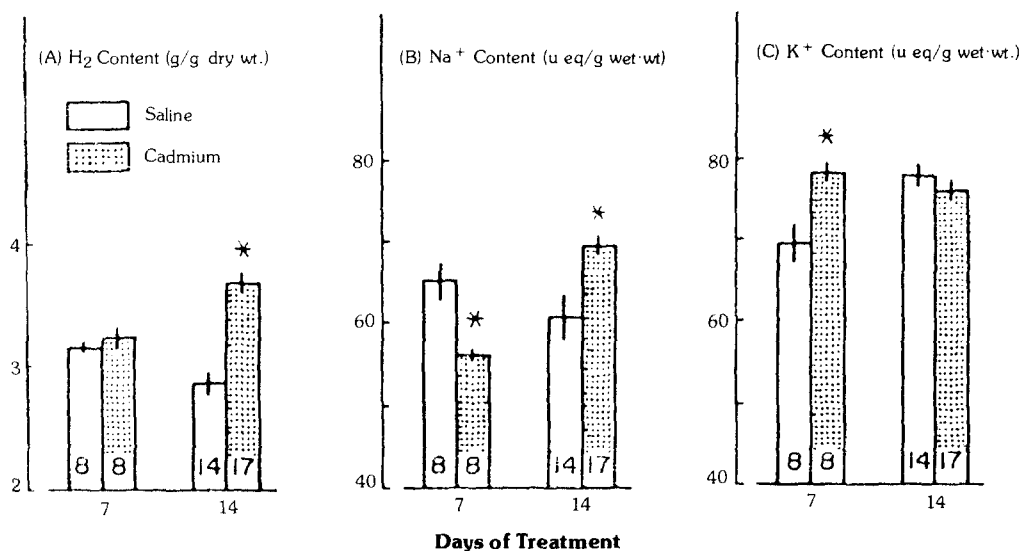 (A) H2 Content (g/g dry wt.)
Saline
Cadmium
4
3
2
*
8 8 14 17
7 14
(B) Na+ Content (u eq/g wet·wt)
80
60
40
*
*
8 8 14 17
7 14
(C) K+ Content (u eq/g wet·wt.)
80
60
40
*
8 8 14 17
7 14
Days of Treatment